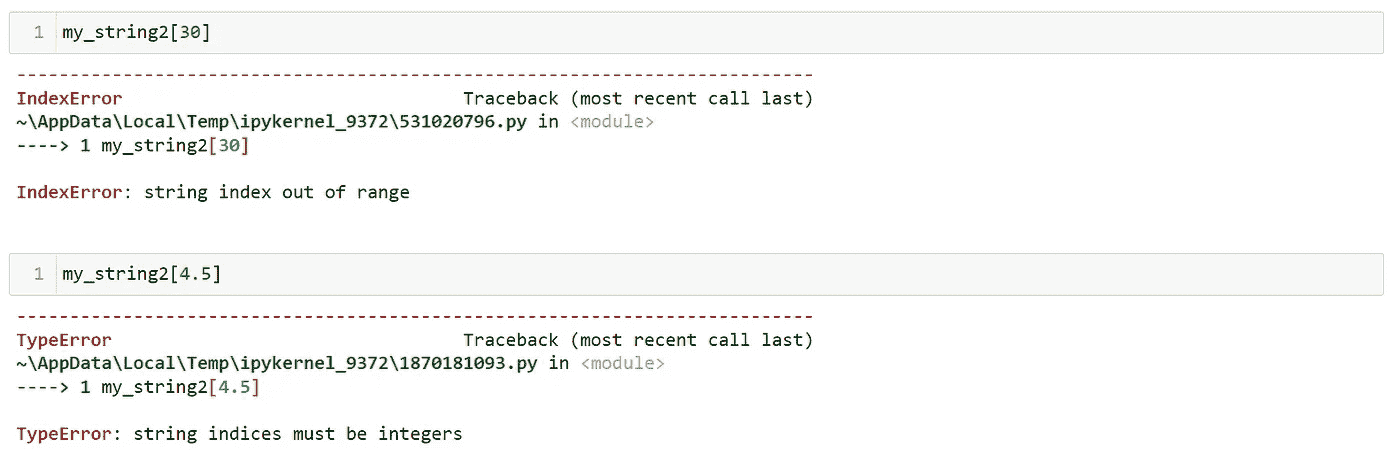 1 my_string2[30]
---------------------------------------------------------------------------
IndexError                                Traceback (most recent call last)
~\AppData\Local\Temp\ipykernel_9372\531020796.py in <module>
----> 1 my_string2[30]
IndexError: string index out of range
1 my_string2[4.5]
---------------------------------------------------------------------------
TypeError                                 Traceback (most recent call last)
~\AppData\Local\Temp\ipykernel_9372\1870181093.py in <module>
----> 1 my_string2[4.5]
TypeError: string indices must be integers